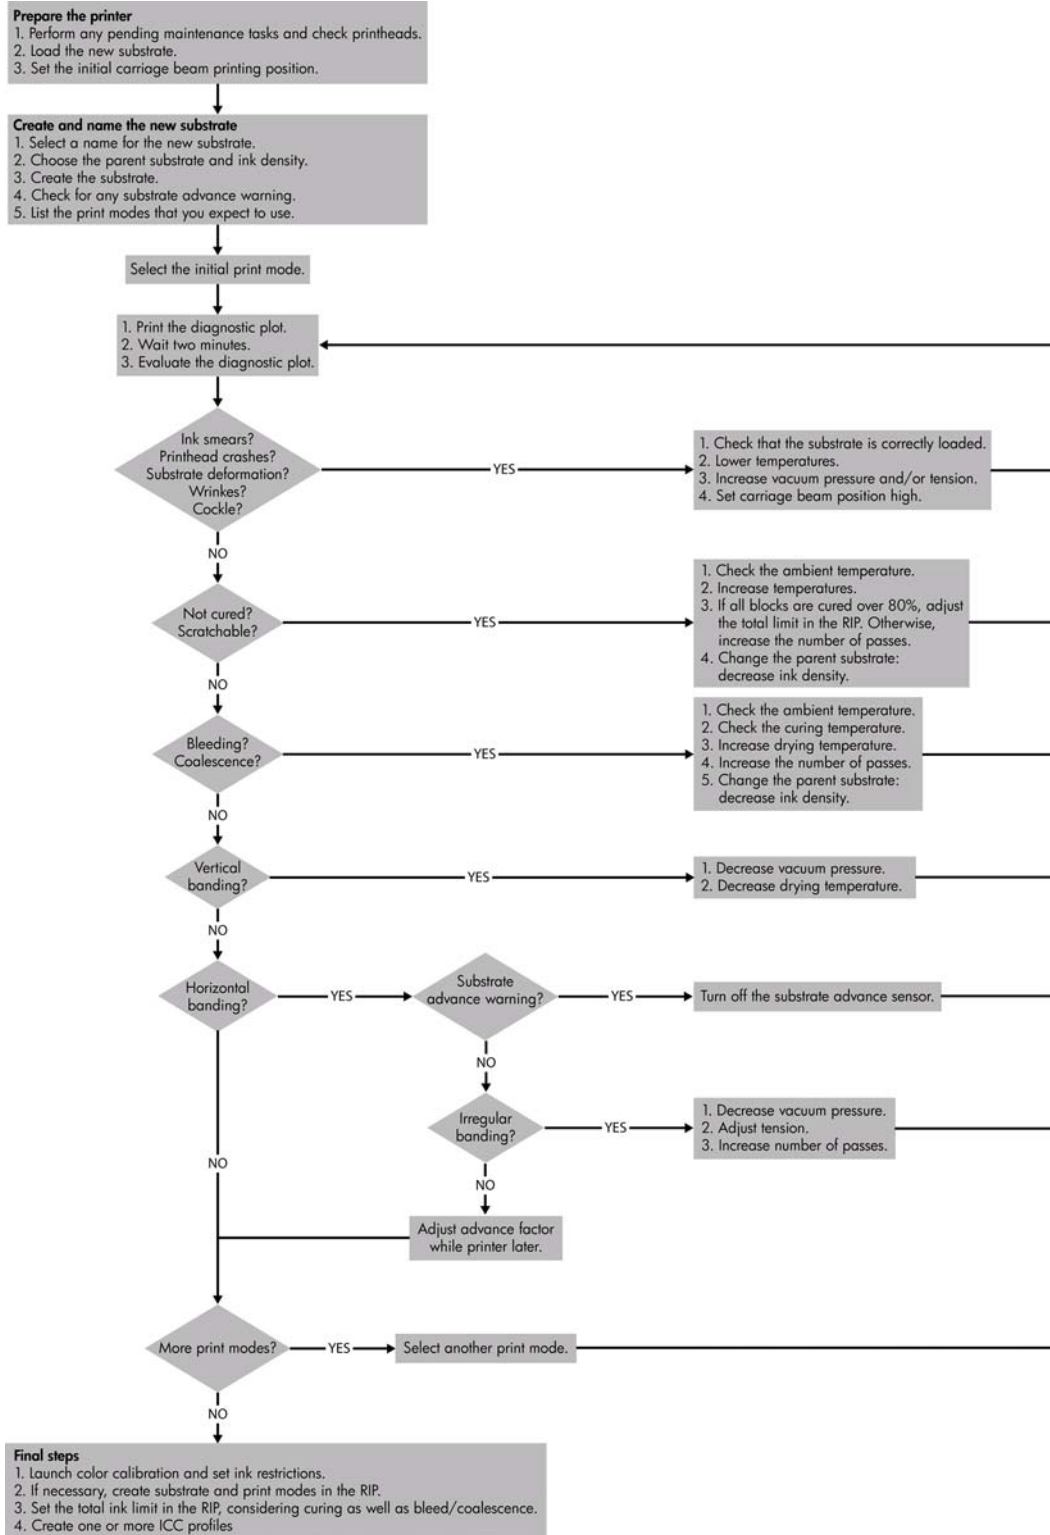 Prepare the printer
1. Perform any pending maintenance tasks and check printheads.
2. Load the new substrate.
3. Set the initial carriage beam printing position.
Create and name the new substrate
1. Select a name for the new substrate.
2. Choose the parent substrate and ink density.
3. Create the substrate.
4. Check for any substrate advance warning.
5. List the print modes that you expect to use.
Select the initial print mode.
1. Print the diagnostic plot.
2. Wait two minutes.
3. Evaluate the diagnostic plot.
Ink smears?
Printhead crashes?
Substrate deformation?
Wrinkes?
Cockle?
YES
1. Check that the substrate is correctly loaded.
2. Lower temperatures.
3. Increase vacuum pressure and/or tension.
4. Set carriage beam position high.
NO
Not cured?
Scratchable?
YES
1. Check the ambient temperature.
2. Increase temperatures.
3. If all blocks are cured over 80%, adjust
the total limit in the RIP. Otherwise,
increase the number of passes.
4. Change the parent substrate:
decrease ink density.
NO
Bleeding?
Coalescence?
YES
1. Check the ambient temperature.
2. Check the curing temperature.
3. Increase drying temperature.
4. Increase the number of passes.
5. Change the parent substrate:
decrease ink density.
NO
Vertical
banding?
YES
1. Decrease vacuum pressure.
2. Decrease drying temperature.
NO
Horizontal
banding?
YES
Substrate
advance warning?
YES
Turn off the substrate advance sensor.
NO
Irregular
banding?
YES
1. Decrease vacuum pressure.
2. Adjust tension.
3. Increase number of passes.
NO
NO
Adjust advance factor
while printer later.
More print modes?
YES
Select another print mode.
NO
Final steps
1. Launch color calibration and set ink restrictions.
2. If necessary, create substrate and print modes in the RIP.
3. Set the total ink limit in the RIP, considering curing as well as bleed/coalescence.
4. Create one or more ICC profiles